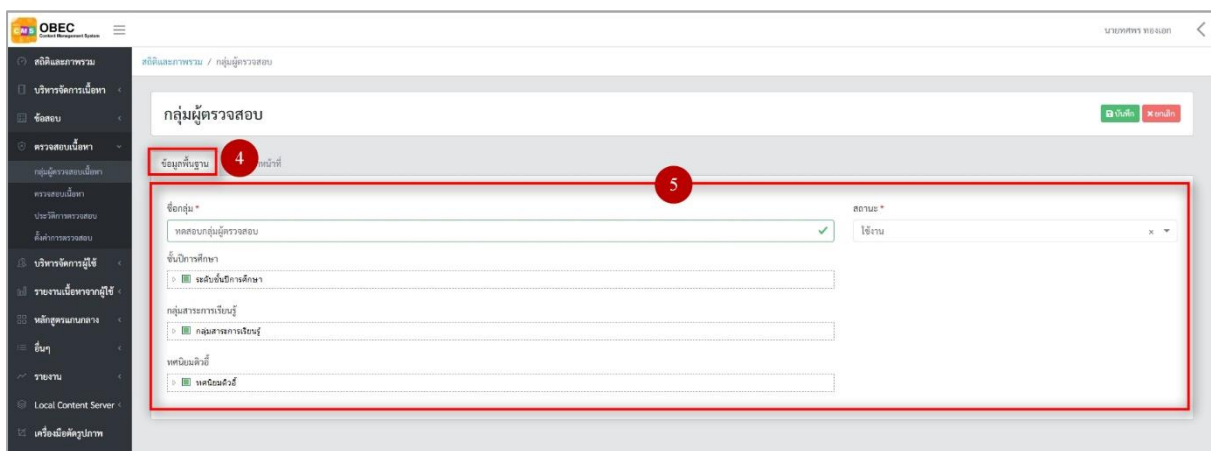 CMS OBEC
Content Management System
นายทศพร ทองเอก
สถิติและภาพรวม
บริหารจัดการเนื้อหา
ข้อสอบ
ตรวจสอบเนื้อหา
กลุ่มผู้ตรวจสอบเนื้อหา
ตรวจสอบเนื้อหา
ประวัติการตรวจสอบ
ตั้งค่าการตรวจสอบ
บริหารจัดการผู้ใช้
รายงานเนื้อหาจากผู้ใช้
หลักสูตรแกนกลาง
อื่นๆ
รายงาน
Local Content Server
เครื่องมือตัดรูปภาพ
สถิติและภาพรวม / กลุ่มผู้ตรวจสอบ
กลุ่มผู้ตรวจสอบ
บันทึก ยกเลิก
ข้อมูลพื้นฐาน 4 หน้าที่
5
ชื่อกลุ่ม * สถานะ *
ทดสอบกลุ่มผู้ตรวจสอบ ใช้งาน ×
ชั้นปีการศึกษา
ระดับชั้นปีการศึกษา
กลุ่มสาระการเรียนรู้
กลุ่มสาระการเรียนรู้
ทศนิยมดิวอี้
ทศนิยมดิวอี้